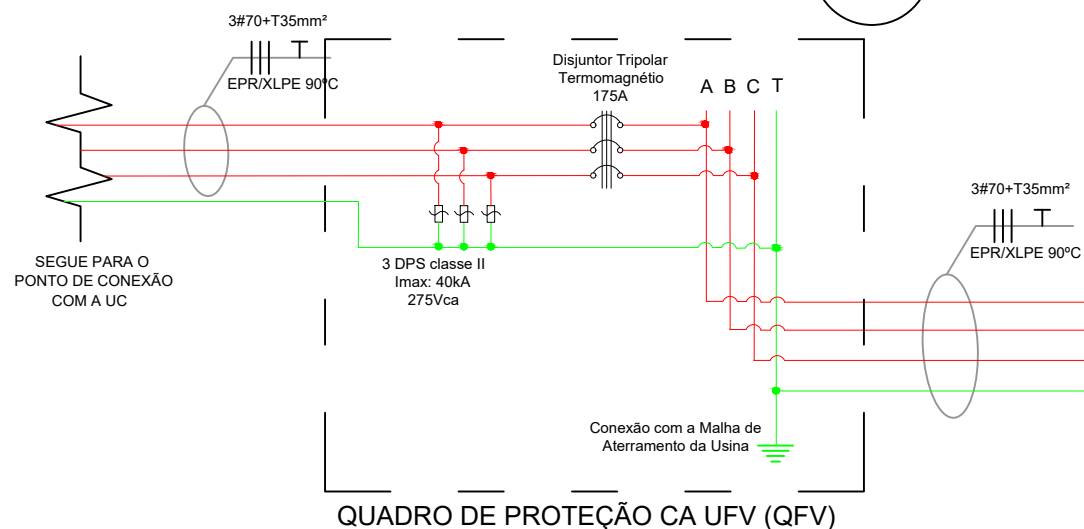 3#70+T35mm²
EPR/XLPE 90ºC
Disjuntor Tripolar
Termomagnétio
175A
A B C T
3#70+T35mm²
EPR/XLPE 90ºC
SEGUE PARA O
PONTO DE CONEXÃO
COM A UC
3 DPS classe II
Imax: 40kA
275Vca
Conexão com a Malha de
Aterramento da Usina
QUADRO DE PROTEÇÃO CA UFV (QFV)